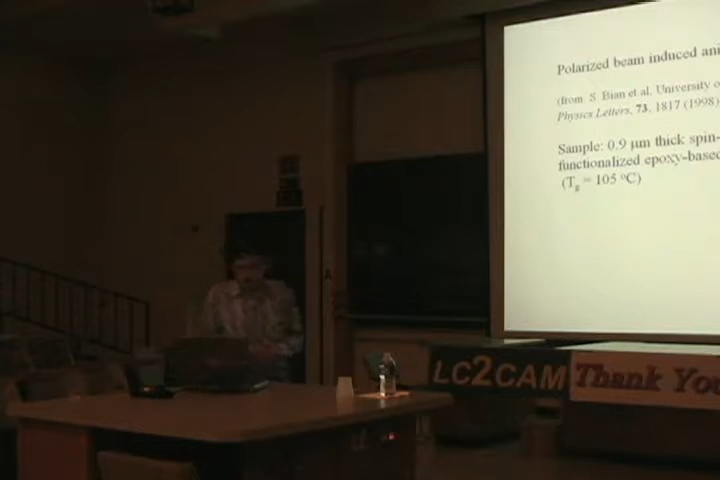 Polarized beam induced ani
(from S. Bian et al. University o
Physics Letters, 73, 1817 (1998)
Sample: 0.9 μm thick spin-
functionalized epoxy-based
(Tg = 105 °C)
LC2CAM
Thank You